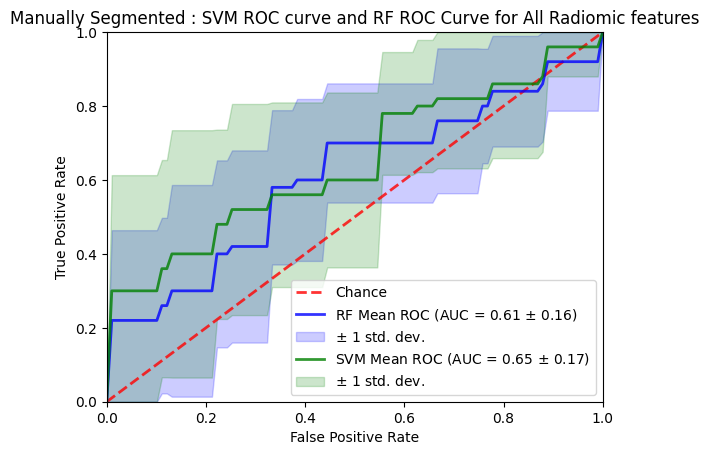 Manually Segmented : SVM ROC curve and RF ROC Curve for All Radiomic features
1.0
0.8
0.6
0.4
0.2
0.0
True Positive Rate
Chance
RF Mean ROC (AUC = 0.61 ± 0.16)
± 1 std. dev.
SVM Mean ROC (AUC = 0.65 ± 0.17)
± 1 std. dev.
0.0 0.2 0.4 0.6 0.8 1.0
False Positive Rate